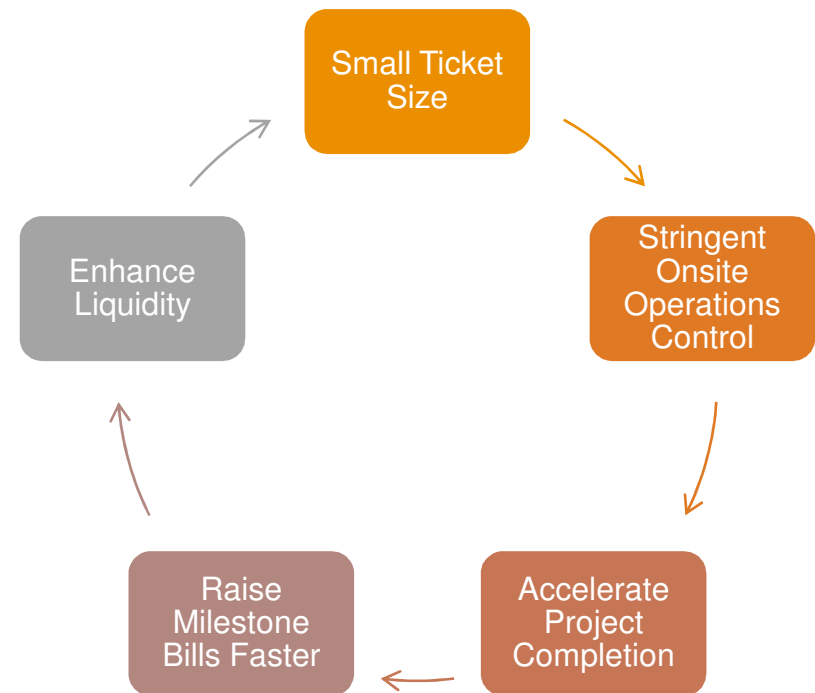 Small Ticket
Size
Stringent
Onsite
Operations
Control
Accelerate
Project
Completion
Raise
Milestone
Bills Faster
Enhance
Liquidity